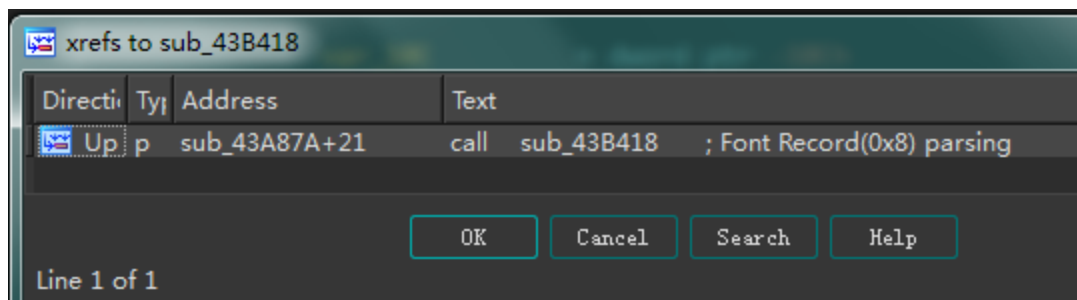 xrefs to sub_43B418
Directi Typ Address Text
Up p sub_43A87A+21 call sub_43B418 ; Font Record(0x8) parsing
OK Cancel Search Help
Line 1 of 1